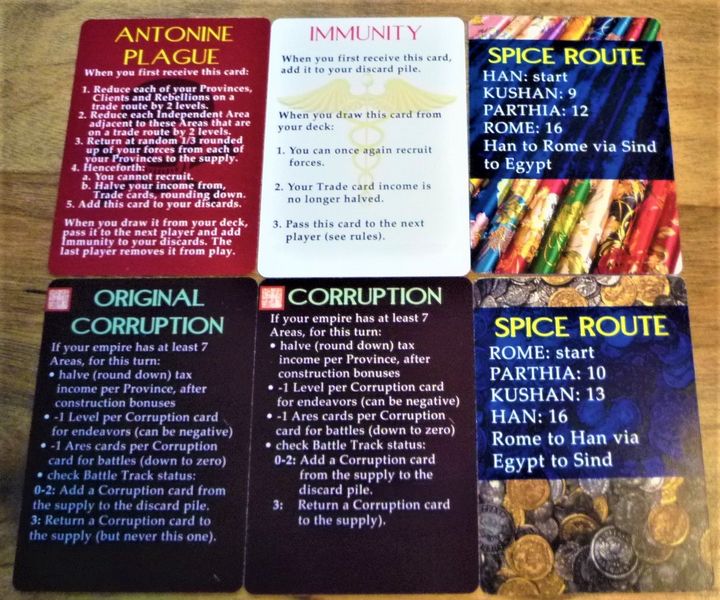 ANTONINE
PLAGUE
When you first receive this card:
1. Reduce each of your Provinces,
Clients and Rebellions on a
trade route by 2 levels.
2. Reduce each Independent Area
adjacent to these Areas that are
on a trade route by 2 levels.
3. Return at random 1/3 rounded
up of your forces from each of
your Provinces to the supply.
4. Henceforth:
a. You cannot recruit.
b. Halve your income from,
Trade cards, rounding down.
5. Add this card to your discards.
When you draw it from your deck,
pass it to the next player and add
Immunity to your discards. The
last player removes it from play.
IMMUNITY
When you first receive this card,
add it to your discard pile.
When you draw this card from
your deck:
1. You can once again recruit
forces.
2. Your Trade card income is
no longer halved.
3. Pass this card to the next
player (see rules).
SPICE ROUTE
HAN: start
KUSHAN: 9
PARTHIA: 12
ROME: 16
Han to Rome via Sind
to Egypt
ORIGINAL
CORRUPTION
If your empire has at least 7
Areas, for this turn:
• halve (round down) tax
income per Province, after
construction bonuses
• -1 Level per Corruption card
for endeavors (can be negative)
• -1 Ares cards per Corruption
card for battles (down to zero)
• check Battle Track status:
0-2: Add a Corruption card from
the supply to the discard pile.
3: Return a Corruption card to
the supply (but never this one).
CORRUPTION
If your empire has at least 7
Areas, for this turn:
• halve (round down) tax
income per Province, after
construction bonuses
• -1 Level per Corruption card
for endeavors (can be negative)
• -1 Ares cards per Corruption
card for battles (down to zero)
• check Battle Track status:
0-2: Add a Corruption card
from the supply to the
discard pile.
3: Return a Corruption card
to the supply).
SPICE ROUTE
ROME: start
PARTHIA: 10
KUSHAN: 13
HAN: 16
Rome to Han via
Egypt to Sind